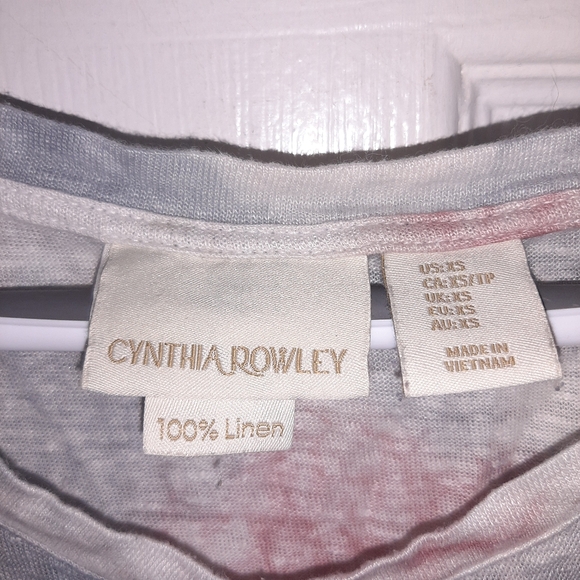 CYNTHIA ROWLEY
100% Linen
US:XS
CA:XS/TP
UK:XS
EU:XS
AU:XS
MADE IN
VIETNAM